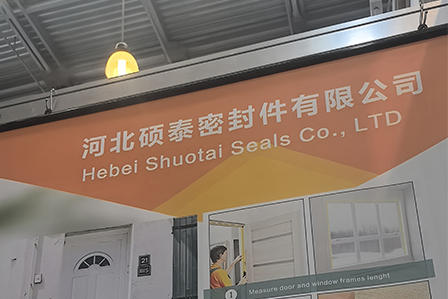 河北硕泰密封件有限公司
Hebei Shuotai Seals Co., LTD
21
1 Measure door and window frames lenght